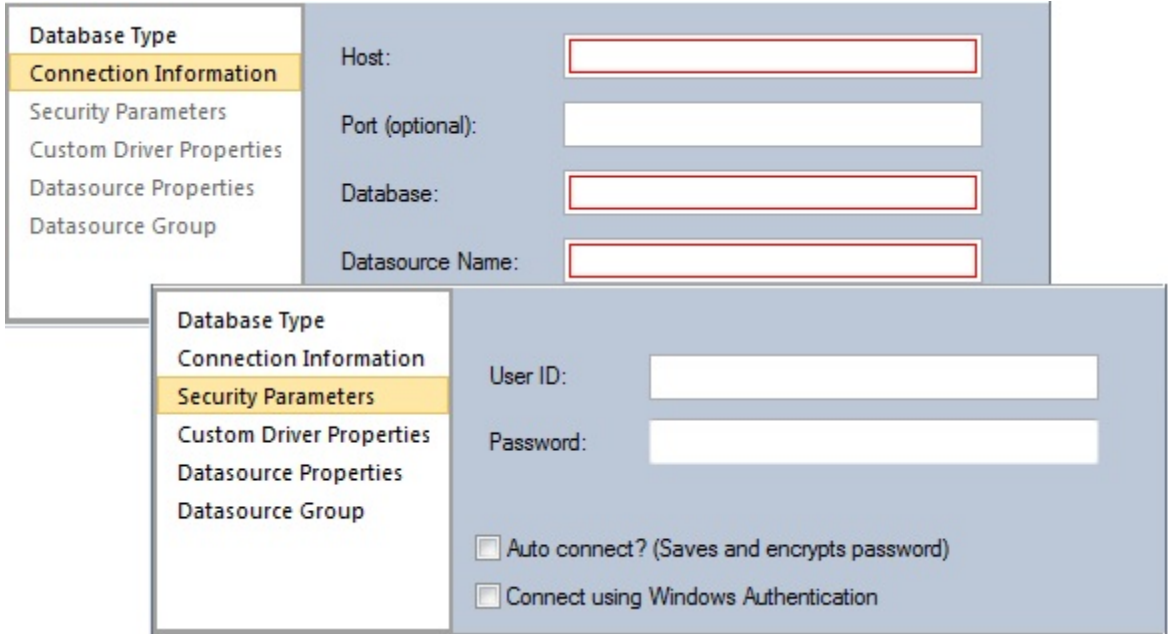 Database Type
Connection Information
Security Parameters
Custom Driver Properties
Datasource Properties
Datasource Group
Host:
Port (optional):
Database:
Datasource Name:
Database Type
Connection Information
Security Parameters
Custom Driver Properties
Datasource Properties
Datasource Group
User ID:
Password:
Auto connect? (Saves and encrypts password)
Connect using Windows Authentication